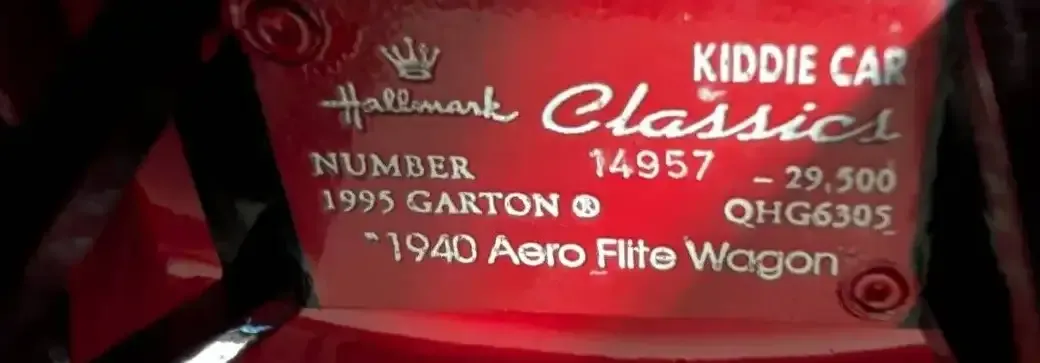 KIDDIE CAR
Hallmark Classics
NUMBER 14957 - 29,500
1995 GARTON ® QHG6305
"1940 Aero Flite Wagon"